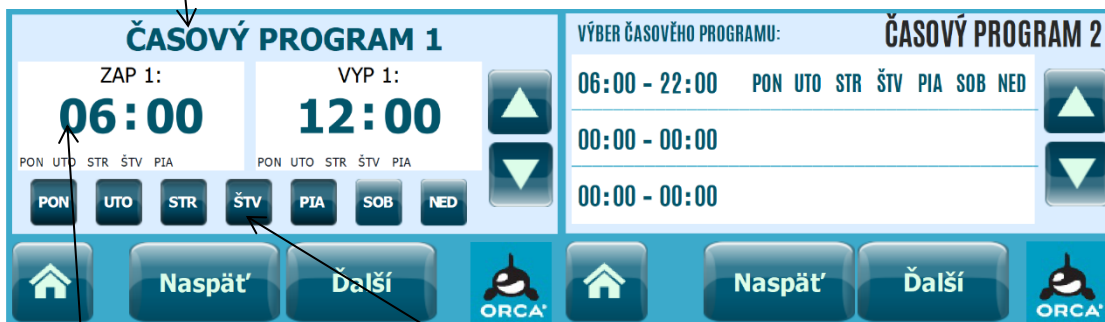 ČASOVÝ PROGRAM 1
ZAP 1:
VYP 1:
06:00
12:00
PON UTO STR ŠTV PIA
PON UTO STR ŠTV PIA
PON UTO STR ŠTV PIA SOB NED
Naspäť Ďalší
ORCA
VÝBER ČASOVĚHO PROGRAMU:
ČASOVÝ PROGRAM 2
06:00 - 22:00 PON UTO STR ŠTV PIA SOB NED
00:00 - 00:00
00:00 - 00:00
Naspäť Ďalší
ORCA